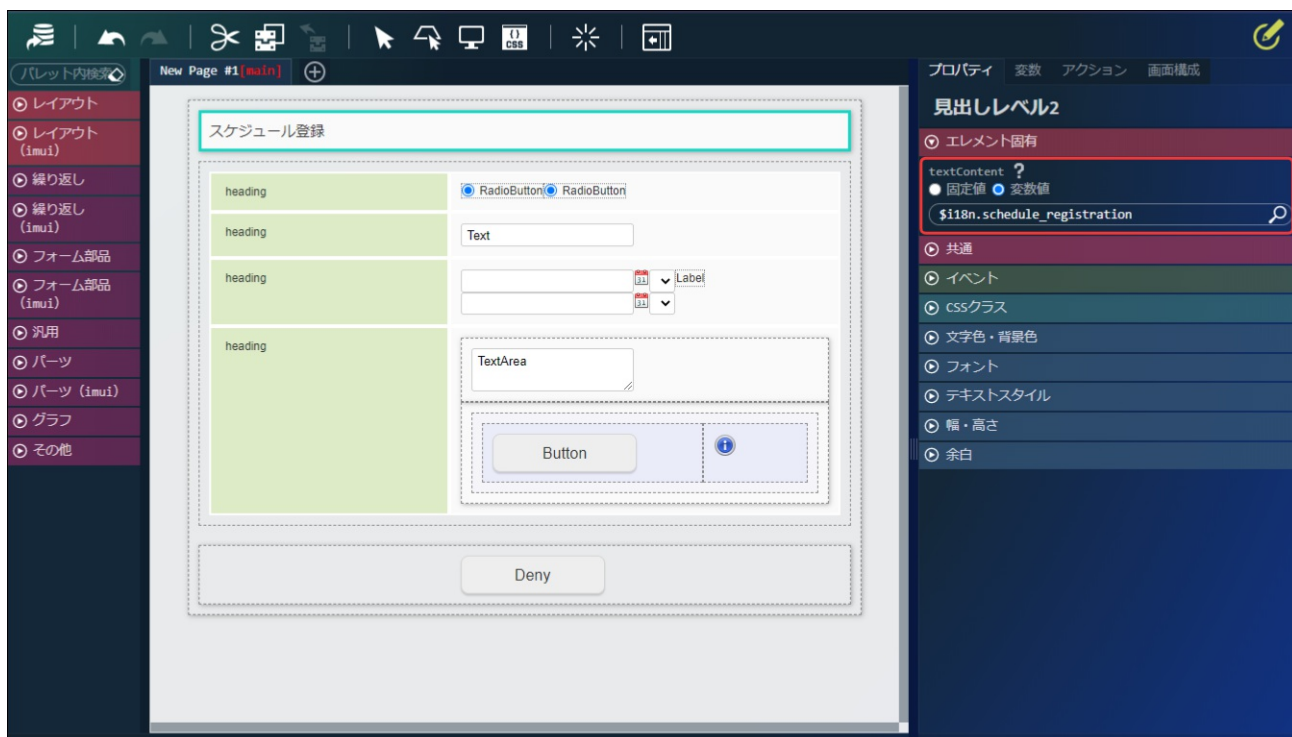 CSS
パレット内検索
New Page #1[main]
プロパティ 変数 アクション 画面構成
レイアウト
レイアウト
(imui)
繰り返し
繰り返し
(imui)
フォーム部品
フォーム部品
(imui)
汎用
パーツ
パーツ (imui)
グラフ
その他
スケジュール登録
heading
RadioButton RadioButton
heading
Text
heading
31 Label
31
heading
TextArea
Button
Deny
見出しレベル2
エレメント固有
textContent ?
固定値 変数値
$i18n.schedule_registration
共通
イベント
CSSクラス
文字色・背景色
フォント
テキストスタイル
幅・高さ
余白